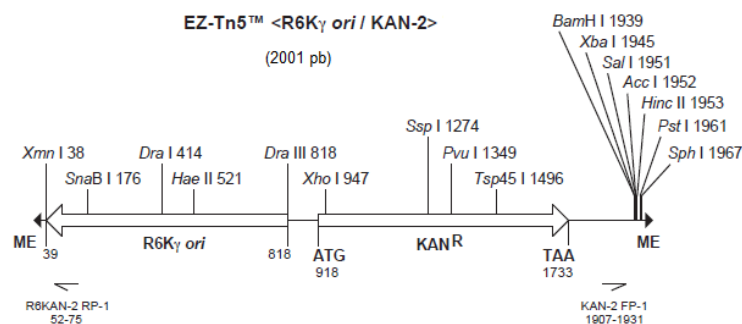 EZ-Tn5™ <R6Kγ ori / KAN-2>
(2001 pb)
BamH I 1939
Xba I 1945
Sal I 1951
Acc I 1952
Hinc II 1953
Pst I 1961
Sph I 1967
Ssp I 1274
Xmn I 38
Dra I 414
Dra III 818
Pvu I 1349
SnaB I 176
Hae II 521
Xho I 947
Tsp45 I 1496
ME
39
R6Kγ ori
818
ATG
918
KANᴿ
TAA
1733
ME
R6KAN-2 RP-1
52-75
KAN-2 FP-1
1907-1931